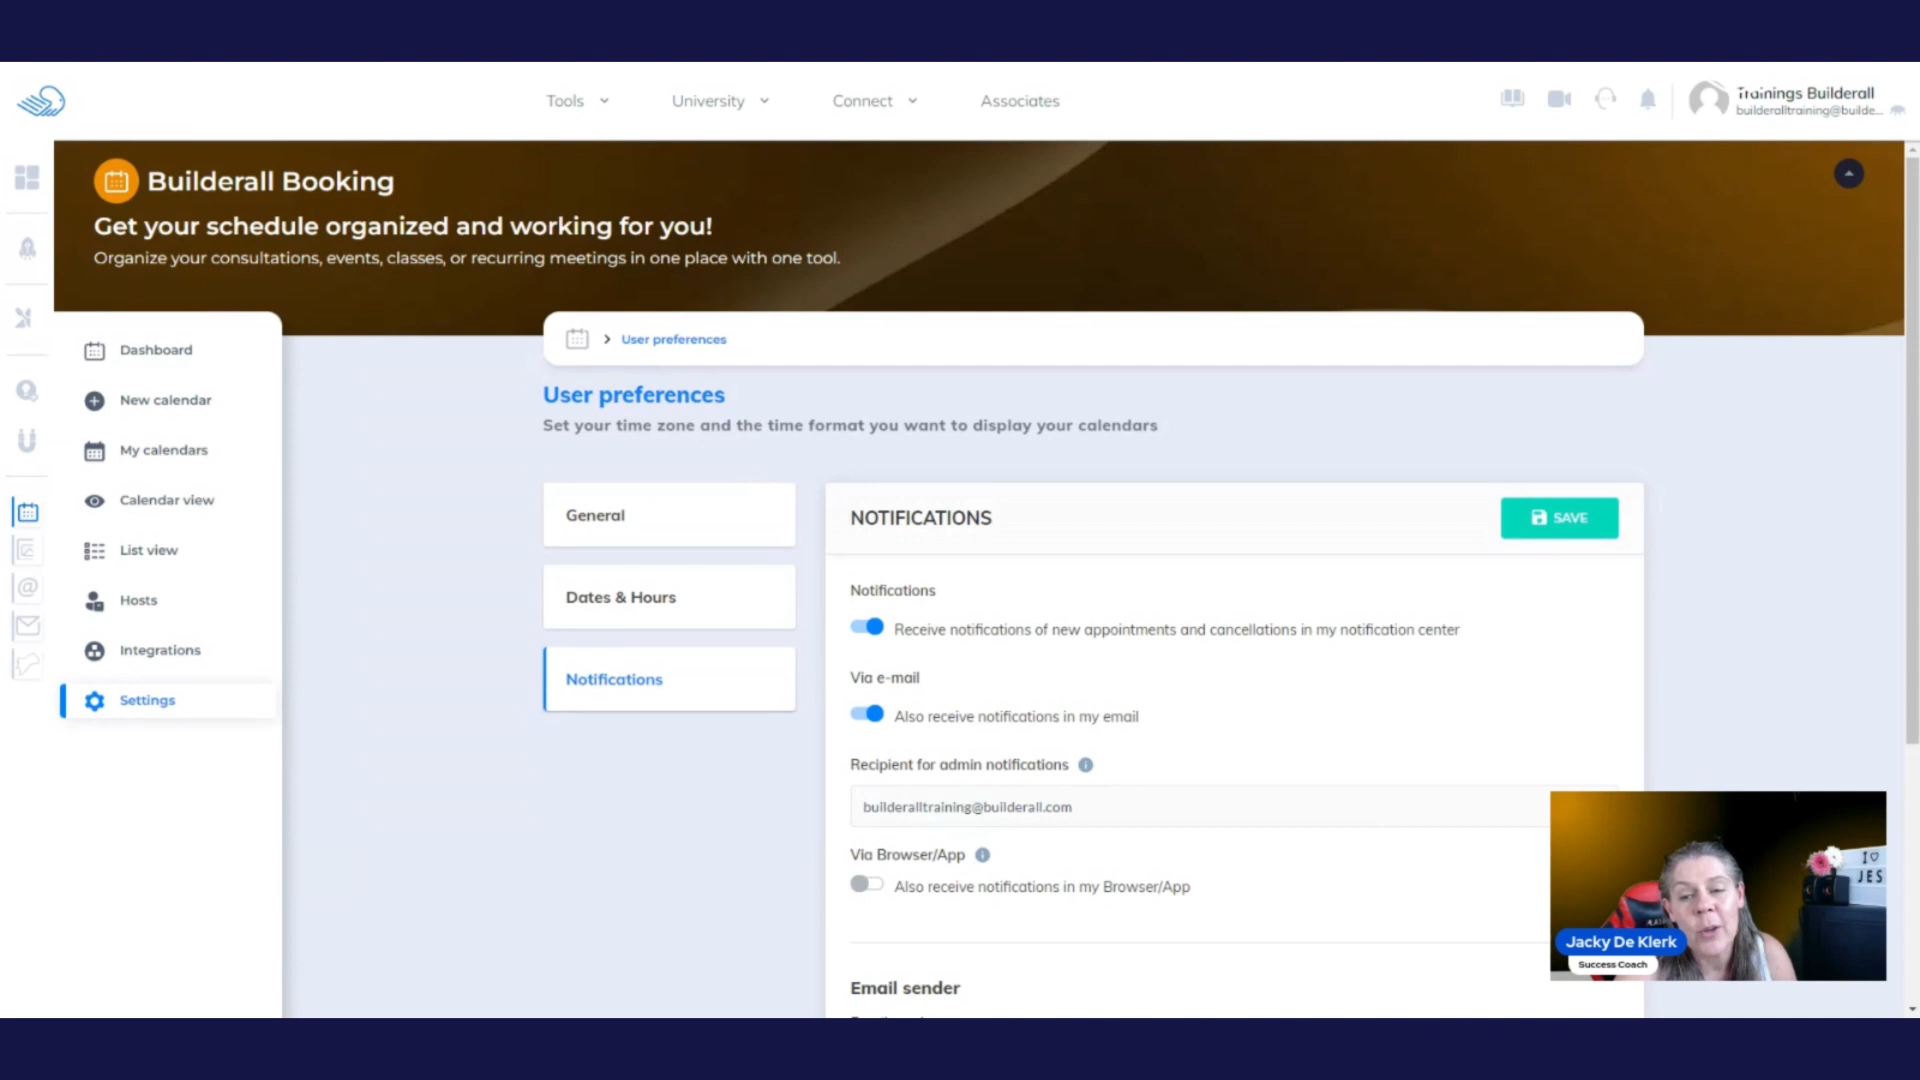 Tools
University
Connect
Associates
Trainings Builderall
builderalltraining@builde...
Builderall Booking
Get your schedule organized and working for you!
Organize your consultations, events, classes, or recurring meetings in one place with one tool.
Dashboard
New calendar
My calendars
Calendar view
List view
Hosts
Integrations
Settings
User preferences
User preferences
Set your time zone and the time format you want to display your calendars
General
Dates & Hours
Notifications
NOTIFICATIONS
SAVE
Notifications
Receive notifications of new appointments and cancellations in my notification center
Via e-mail
Also receive notifications in my email
Recipient for admin notifications
builderalltraining@builderall.com
Via Browser/App
Also receive notifications in my Browser/App
Email sender
I ♡
JES
Jacky De Klerk
Success Coach